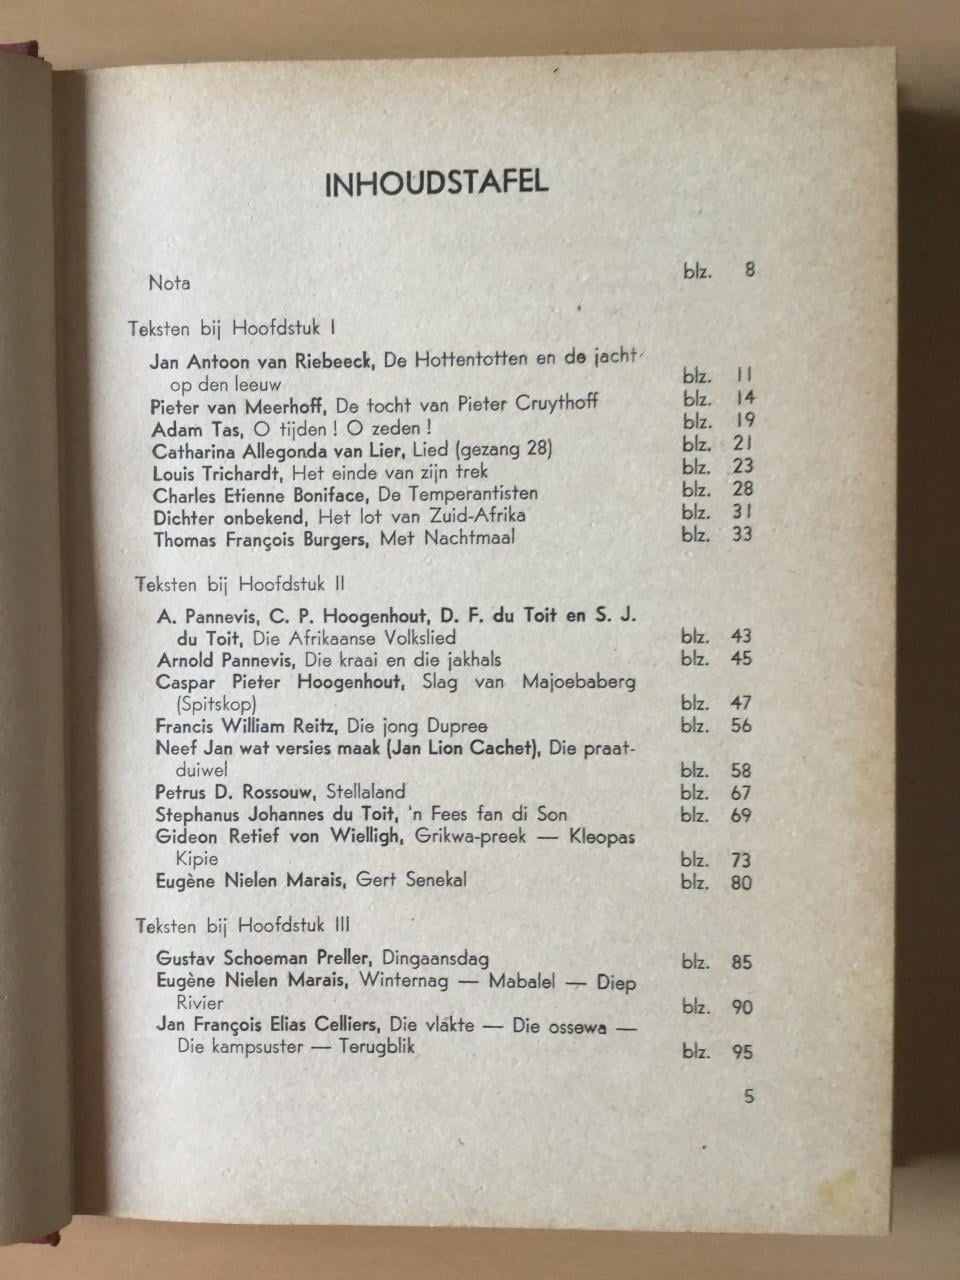 INHOUDSTAFEL
Nota blz. 8
Teksten bij Hoofdstuk I
Jan Antoon van Riebeeck, De Hottentotten en de jacht
op den leeuw blz. 11
Pieter van Meerhoff, De tocht van Pieter Cruythoff blz. 14
Adam Tas, O tijden ! O zeden ! blz. 19
Catharina Allegonda van Lier, Lied (gezang 28) blz. 21
Louis Trichardt, Het einde van zijn trek blz. 23
Charles Etienne Boniface, De Temperantisten blz. 28
Dichter onbekend, Het lot van Zuid-Afrika blz. 31
Thomas François Burgers, Met Nachtmaal blz. 33
Teksten bij Hoofdstuk II
A. Pannevis, C. P. Hoogenhout, D. F. du Toit en S. J.
du Toit, Die Afrikaanse Volkslied blz. 43
Arnold Pannevis, Die kraai en die jakhals blz. 45
Caspar Pieter Hoogenhout, Slag van Majoebaberg
(Spitskop) blz. 47
Francis William Reitz, Die jong Dupree blz. 56
Neef Jan wat versies maak (Jan Lion Cachet), Die praat-
duiwel blz. 58
Petrus D. Rossouw, Stellaland blz. 67
Stephanus Johannes du Toit, 'n Fees fan di Son blz. 69
Gideon Retief von Wielligh, Grikwa-preek — Kleopas
Kipie blz. 73
Eugène Nielen Marais, Gert Senekal blz. 80
Teksten bij Hoofdstuk III
Gustav Schoeman Preller, Dingaansdag blz. 85
Eugène Nielen Marais, Winternag — Mabalel — Diep
Rivier blz. 90
Jan François Elias Celliers, Die vlakte — Die ossewa —
Die kampsuster — Terugblik blz. 95
5